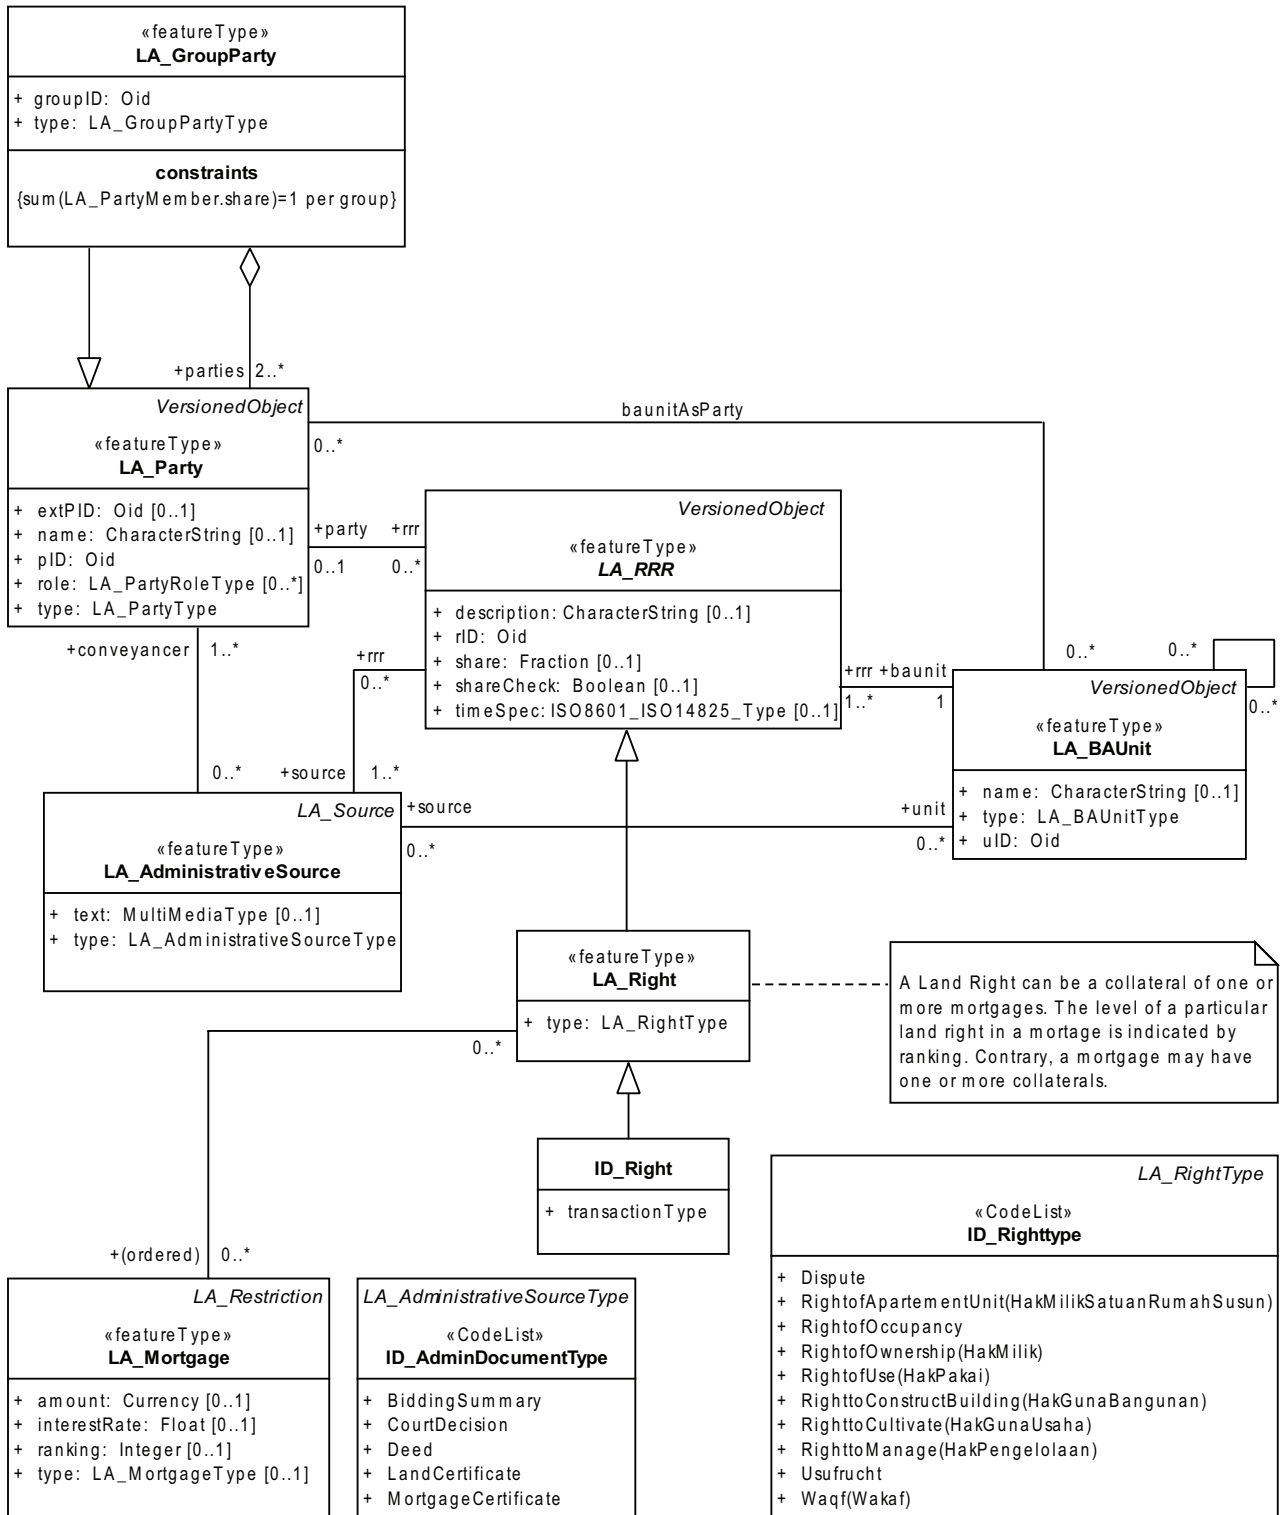 «featureType»
LA_GroupParty
+ groupID: Oid
+ type: LA_GroupPartyType
constraints
{sum(LA_PartyMember.share)=1 per group}
+parties 2..*
VersionedObject
«featureType»
LA_Party
+ extPID: Oid [0..1]
+ name: CharacterString [0..1]
+ pID: Oid
+ role: LA_PartyRoleType [0..*]
+ type: LA_PartyType
baunitAsParty
0..*
0..*
+party +rrr
0..1 0..*
VersionedObject
«featureType»
LA_RRR
+ description: CharacterString [0..1]
+ rID: Oid
+ share: Fraction [0..1]
+ shareCheck: Boolean [0..1]
+ timeSpec: ISO8601_ISO14825_Type [0..1]
+conveyancer 1..*
0..*
+rrr
0..*
+source 1..*
+rrr +baunit
1..* 1
0..*
0..*
VersionedObject
«featureType»
LA_BAUnit
+ name: CharacterString [0..1]
+ type: LA_BAUnitType
+ uID: Oid
LA_Source
«featureType»
LA_AdministrativeSource
+ text: MultiMediaType [0..1]
+ type: LA_AdministrativeSourceType
+source +unit
0..* 0..*
«featureType»
LA_Right
+ type: LA_RightType
A Land Right can be a collateral of one or
more mortgages. The level of a particular
land right in a mortage is indicated by
ranking. Contrary, a mortgage may have
one or more collaterals.
0..*
+(ordered) 0..*
ID_Right
+ transactionType
LA_Restriction
«featureType»
LA_Mortgage
+ amount: Currency [0..1]
+ interestRate: Float [0..1]
+ ranking: Integer [0..1]
+ type: LA_MortgageType [0..1]
LA_AdministrativeSourceType
«CodeList»
ID_AdminDocumentType
+ BiddingSummary
+ CourtDecision
+ Deed
+ LandCertificate
+ MortgageCertificate
LA_RightType
«CodeList»
ID_Righttype
+ Dispute
+ RightofApartementUnit(HakMilikSatuanRumahSusun)
+ RightofOccupancy
+ RightofOwnership(HakMilik)
+ RightofUse(HakPakai)
+ RighttoConstructBuilding(HakGunaBangunan)
+ RighttoCultivate(HakGunaUsaha)
+ RighttoManage(HakPengelolaan)
+ Usufrucht
+ Waqf(Wakaf)